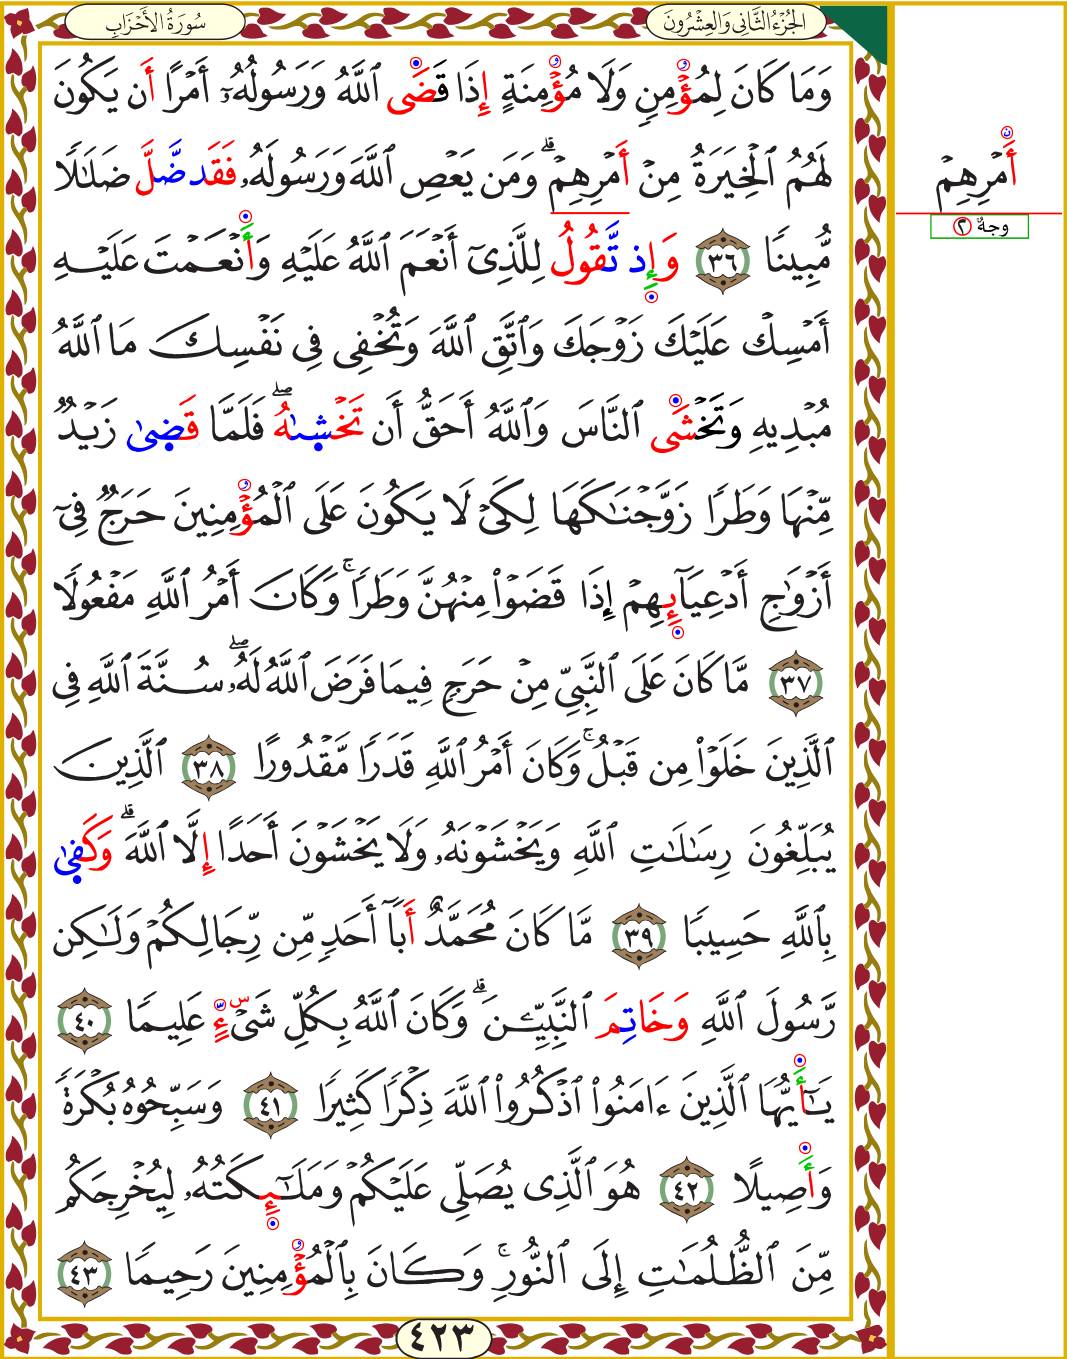 الجُزْءُ الثَّانِي وَالعِشْرُونَ
سُورَةُ الأَحْزَابِ
وَمَا كَانَ لِمُؤْمِنٍ وَلَا مُؤْمِنَةٍ إِذَا قَضَى ٱللَّهُ وَرَسُولُهُۥٓ أَمْرًا أَن يَكُونَ
لَهُمُ ٱلْخِيَرَةُ مِنْ أَمْرِهِمْ ۗ وَمَن يَعْصِ ٱللَّهَ وَرَسُولَهُۥ فَقَد ضَّلَّ ضَلَٰلًا
مُّبِينًا ٣٦ وَإِذ تَّقُولُ لِلَّذِىٓ أَنْعَمَ ٱللَّهُ عَلَيْهِ وَأَنْعَمْتَ عَلَيْهِ
أَمْسِكْ عَلَيْكَ زَوْجَكَ وَٱتَّقِ ٱللَّهَ وَتُخْفِى فِى نَفْسِكَ مَا ٱللَّهُ
مُبْدِيهِ وَتَخْشَى ٱلنَّاسَ وَٱللَّهُ أَحَقُّ أَن تَخْشِىٰهُ ۖ فَلَمَّا قَضِىٰ زَيْدٌ
مِّنْهَا وَطَرًا زَوَّجْنَٰكَهَا لِكَىْ لَا يَكُونَ عَلَى ٱلْمُؤْمِنِينَ حَرَجٌ فِىٓ
أَزْوَٰجِ أَدْعِيَآئِهِمْ إِذَا قَضَوْا۟ مِنْهُنَّ وَطَرًا ۚ وَكَانَ أَمْرُ ٱللَّهِ مَفْعُولًا
٣٧ مَّا كَانَ عَلَى ٱلنَّبِىِّ مِنْ حَرَجٍ فِيمَا فَرَضَ ٱللَّهُ لَهُۥ ۖ سُنَّةَ ٱللَّهِ فِى
ٱلَّذِينَ خَلَوْا۟ مِن قَبْلُ ۚ وَكَانَ أَمْرُ ٱللَّهِ قَدَرًا مَّقْدُورًا ٣٨ ٱلَّذِينَ
يُبَلِّغُونَ رِسَٰلَٰتِ ٱللَّهِ وَيَخْشَوْنَهُۥ وَلَا يَخْشَوْنَ أَحَدًا إِلَّا ٱللَّهَ ۗ وَكَفِىٰ
بِٱللَّهِ حَسِيبًا ٣٩ مَّا كَانَ مُحَمَّدٌ أَبَآ أَحَدٍ مِّن رِّجَالِكُمْ وَلَٰكِن
رَّسُولَ ٱللَّهِ وَخَاتِمَ ٱلنَّبِيِّـۧنَ ۗ وَكَانَ ٱللَّهُ بِكُلِّ شَىْءٍ عَلِيمًا ٤٠
يَٰٓأَيُّهَا ٱلَّذِينَ ءَامَنُوا۟ ٱذْكُرُوا۟ ٱللَّهَ ذِكْرًا كَثِيرًا ٤١ وَسَبِّحُوهُ بُكْرَةً
وَأَصِيلًا ٤٢ هُوَ ٱلَّذِى يُصَلِّى عَلَيْكُمْ وَمَلَٰٓئِكَتُهُۥ لِيُخْرِجَكُم
مِّنَ ٱلظُّلُمَٰتِ إِلَى ٱلنُّورِ ۚ وَكَانَ بِٱلْمُؤْمِنِينَ رَحِيمًا ٤٣
٤٢٣
أَمْرِهِمْ
وجهٌ ٢